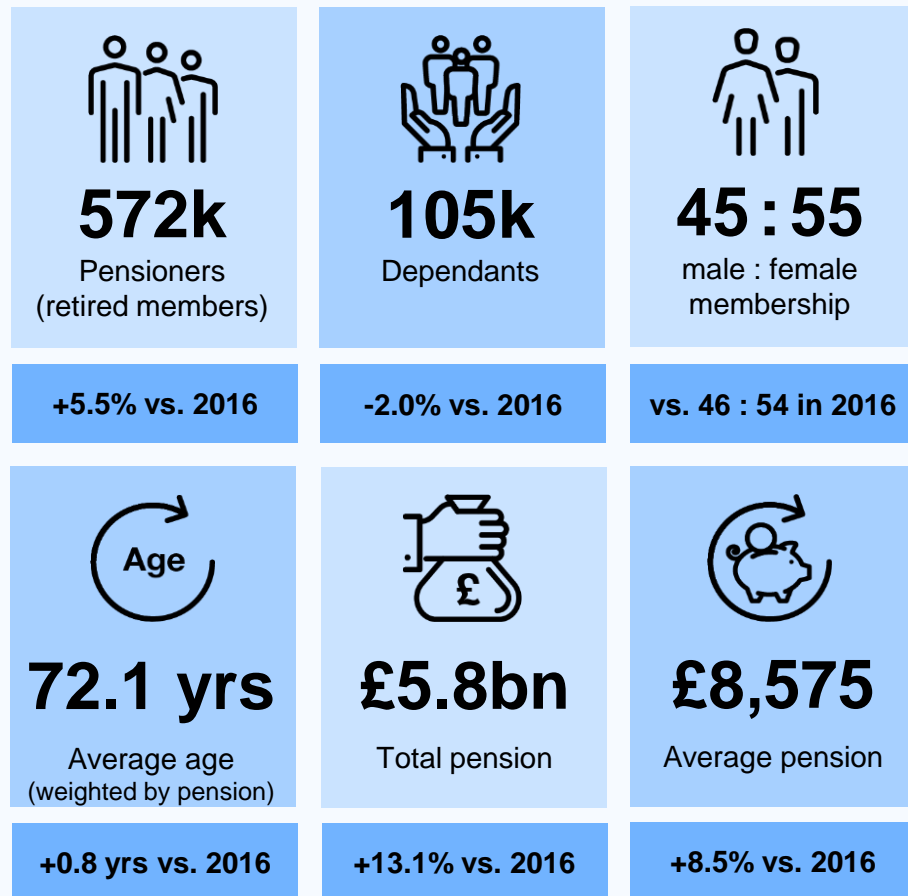 572k
Pensioners
(retired members)
+5.5% vs. 2016
105k
Dependants
-2.0% vs. 2016
45 : 55
male : female
membership
vs. 46 : 54 in 2016
Age
72.1 yrs
Average age
(weighted by pension)
+0.8 yrs vs. 2016
£
£5.8bn
Total pension
+13.1% vs. 2016
£8,575
Average pension
+8.5% vs. 2016